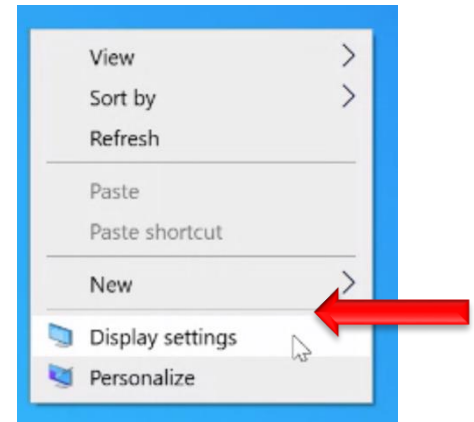 View
Sort by
Refresh
Paste
Paste shortcut
New
Display settings
Personalize